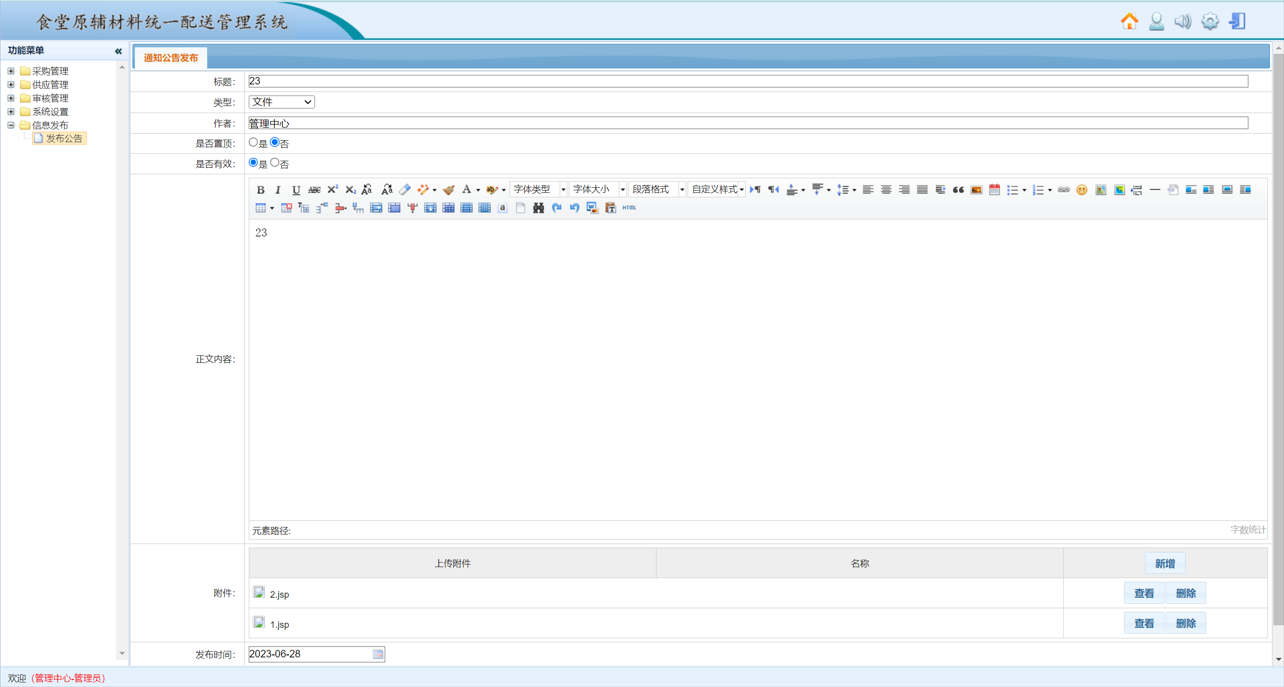 食堂原辅材料统一配送管理系统
功能菜单
采购管理
供应管理
审核管理
系统设置
信息发布
发布公告
通知公告发布
标题： 23
类型： 文件
作者： 管理中心
是否置顶： 是 否
是否有效： 是 否
B I U ABC X² X₂ A 字体类型 字体大小 段落格式 自定义样式
a HTML
正文内容：
23
元素路径： 字数统计
附件：
上传附件 名称 新增
2.jsp 查看 删除
1.jsp 查看 删除
发布时间： 2023-06-28
欢迎（管理中心-管理员）